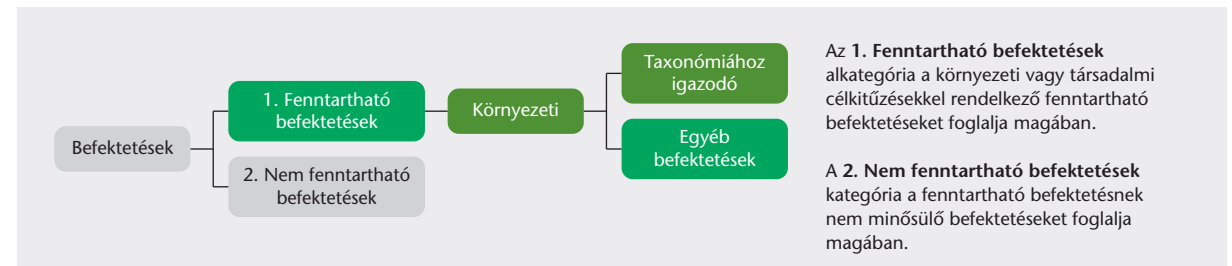 Befektetések
1. Fenntartható
befektetések
2. Nem fenntartható
befektetések
Környezeti
Taxonómiához
igazodó
Egyéb
befektetések
Az 1. Fenntartható befektetések
alkategória a környezeti vagy társadalmi
célkitűzésekkel rendelkező fenntartható
befektetéseket foglalja magában.
A 2. Nem fenntartható befektetések
kategória a fenntartható befektetésnek
nem minősülő befektetéseket foglalja
magában.